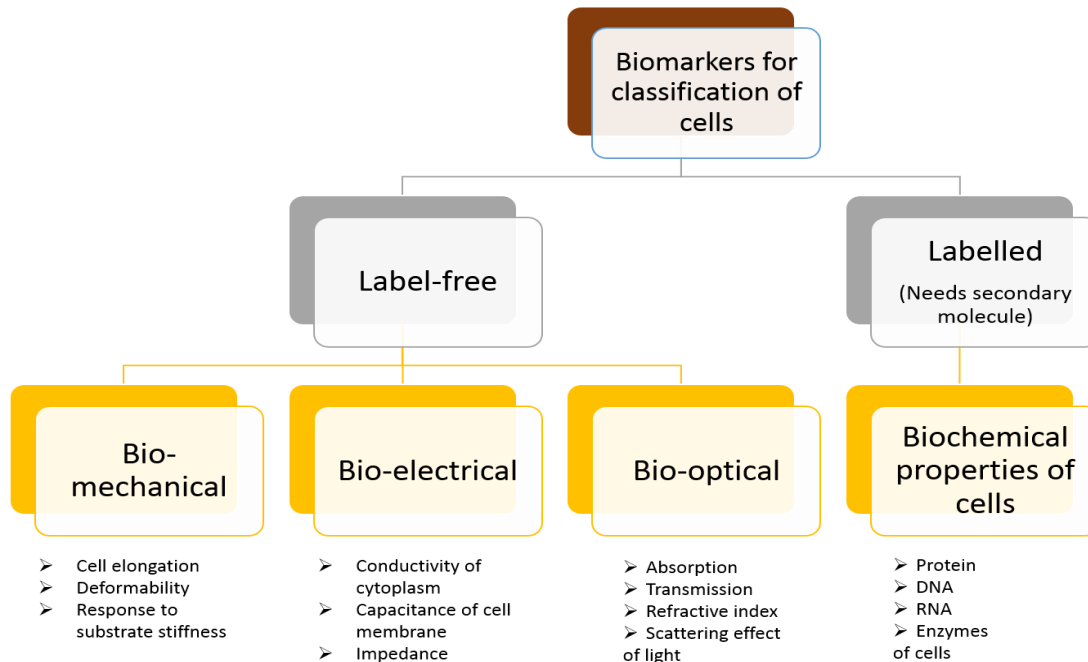 Biomarkers for
classification of
cells
Label-free
Labelled
(Needs secondary
molecule)
Bio-
mechanical
Bio-electrical
Bio-optical
Biochemical
properties of
cells
➢ Cell elongation
➢ Deformability
➢ Response to
substrate stiffness
➢ Conductivity of
cytoplasm
➢ Capacitance of cell
membrane
➢ Impedance
➢ Absorption
➢ Transmission
➢ Refractive index
➢ Scattering effect
of light
➢ Protein
➢ DNA
➢ RNA
➢ Enzymes
of cells